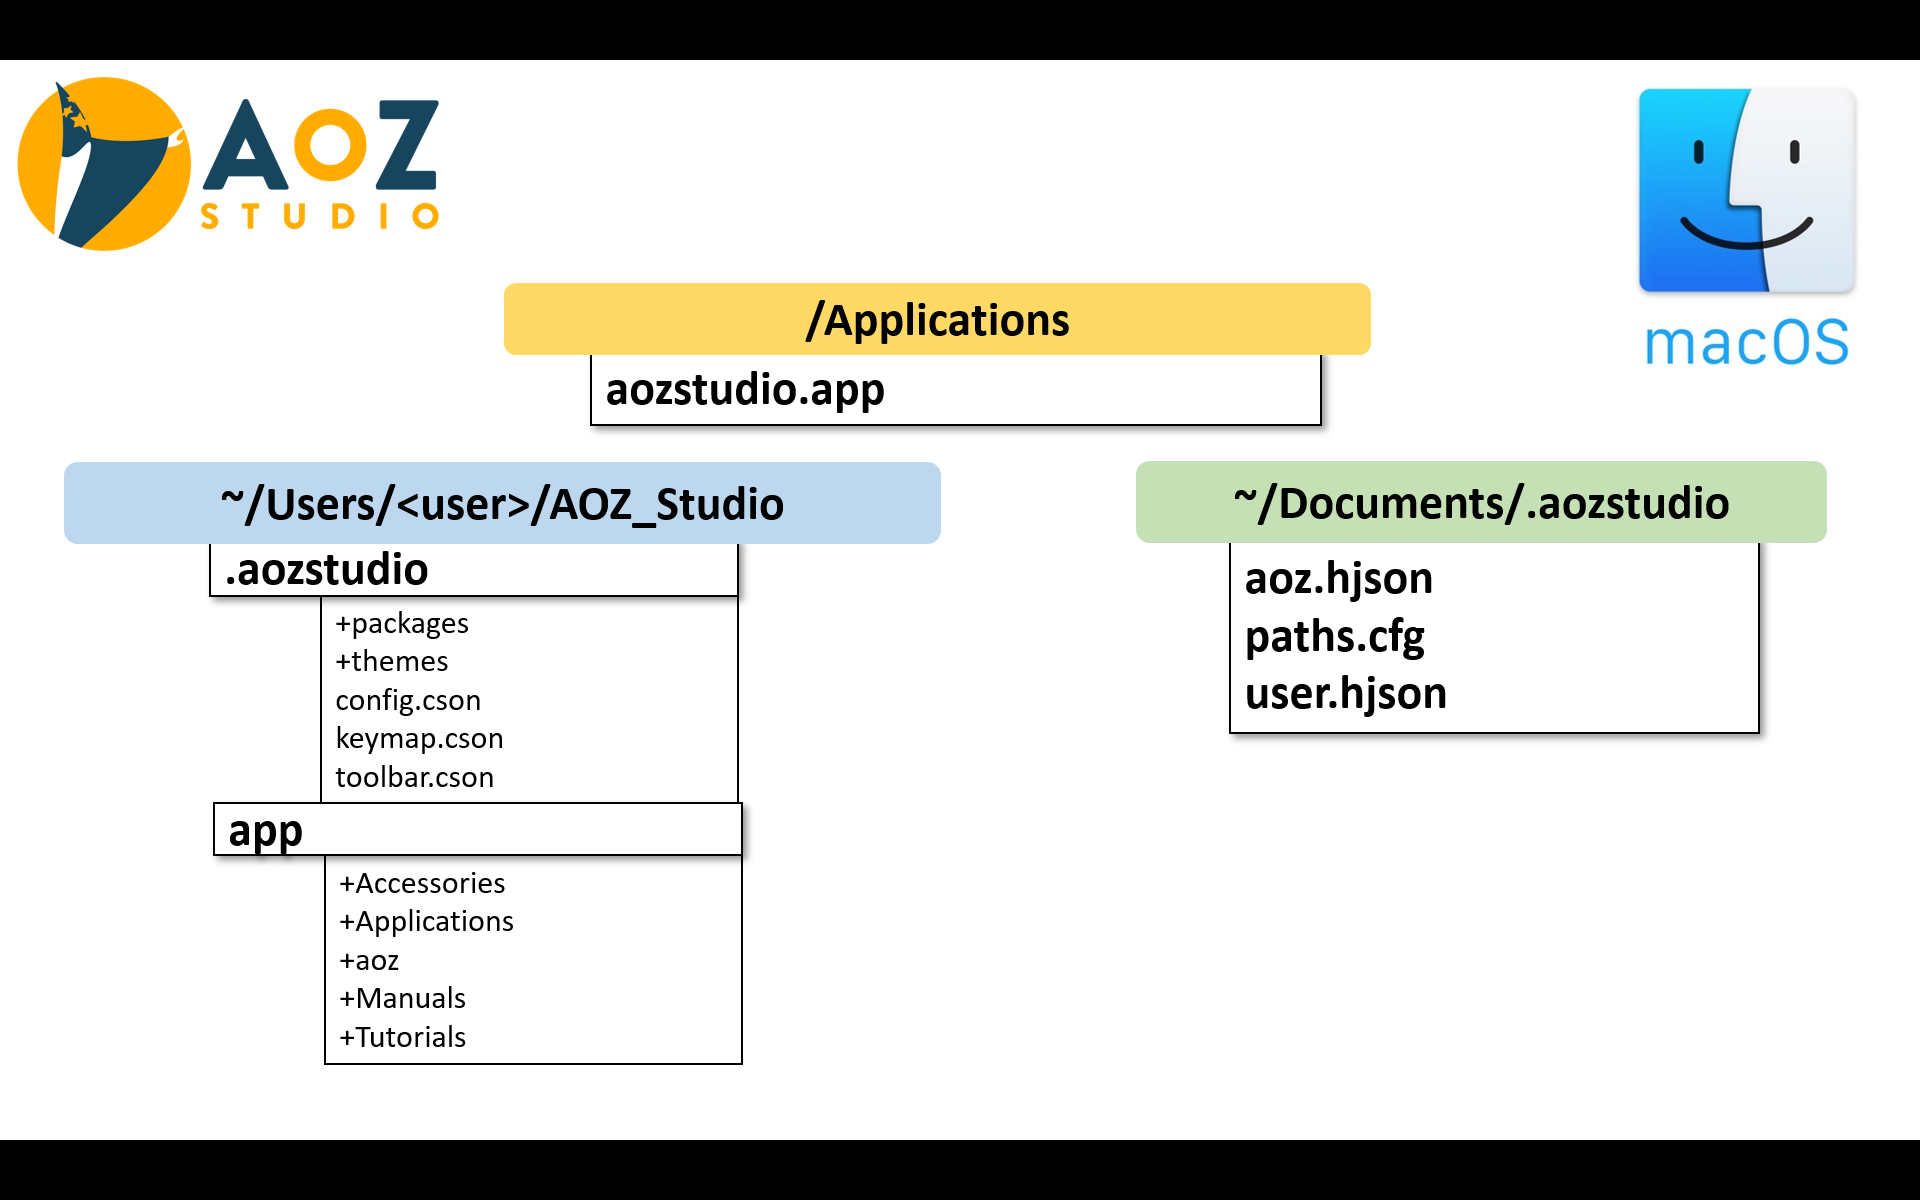 AOZ
STUDIO
macOS
/Applications
aozstudio.app
~/Users/<user>/AOZ_Studio
.aozstudio
+packages
+themes
config.cson
keymap.cson
toolbar.cson
app
+Accessories
+Applications
+aoz
+Manuals
+Tutorials
~/Documents/.aozstudio
aoz.hjson
paths.cfg
user.hjson